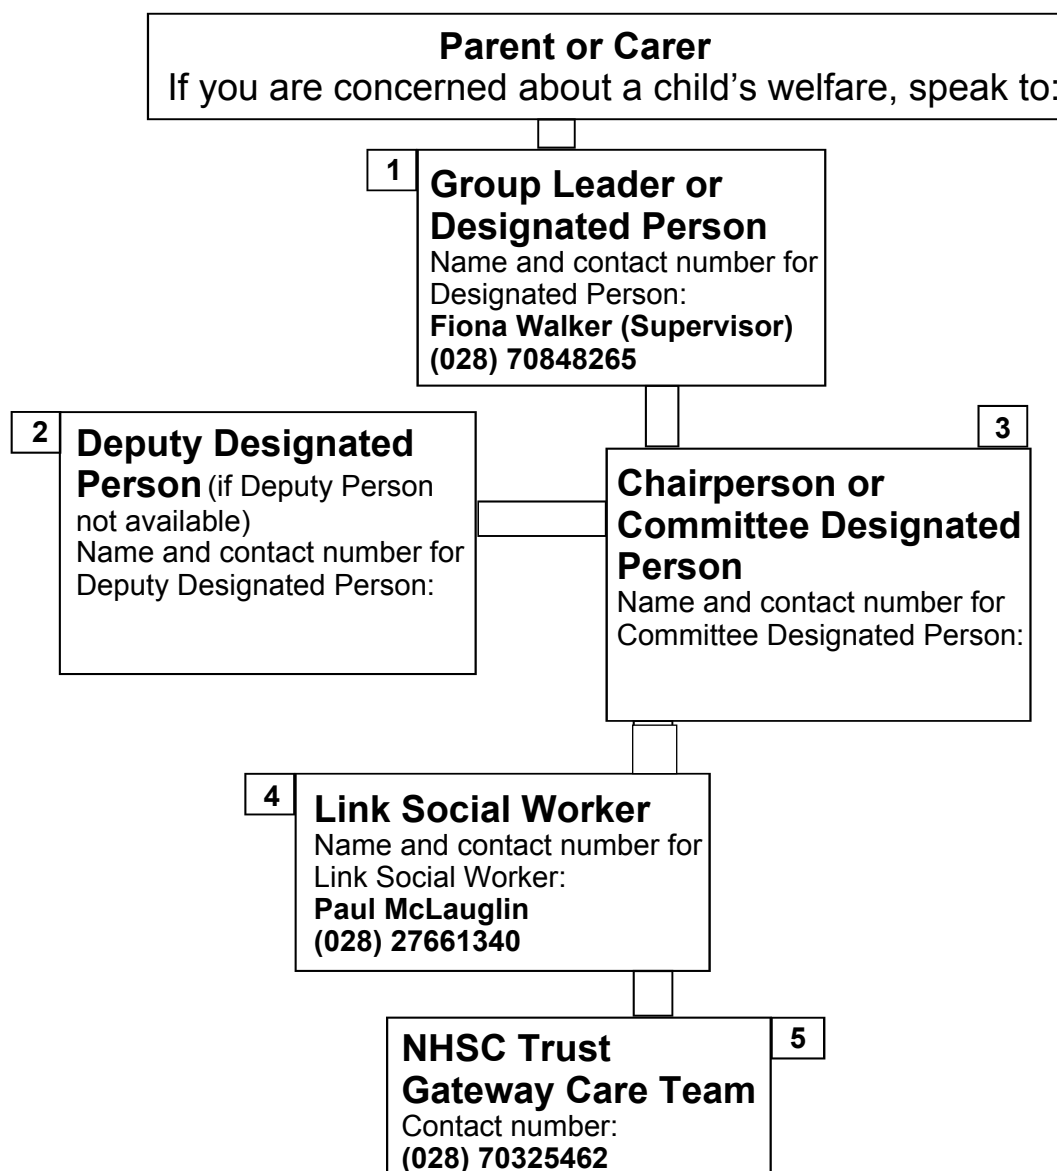 Parent or Carer
If you are concerned about a child's welfare, speak to:
1
Group Leader or
Designated Person
Name and contact number for
Designated Person:
Fiona Walker (Supervisor)
(028) 70848265
2
Deputy Designated
Person (if Deputy Person
not available)
Name and contact number for
Deputy Designated Person:
3
Chairperson or
Committee Designated
Person
Name and contact number for
Committee Designated Person:
4
Link Social Worker
Name and contact number for
Link Social Worker:
Paul McLauglin
(028) 27661340
5
NHSC Trust
Gateway Care Team
Contact number:
(028) 70325462